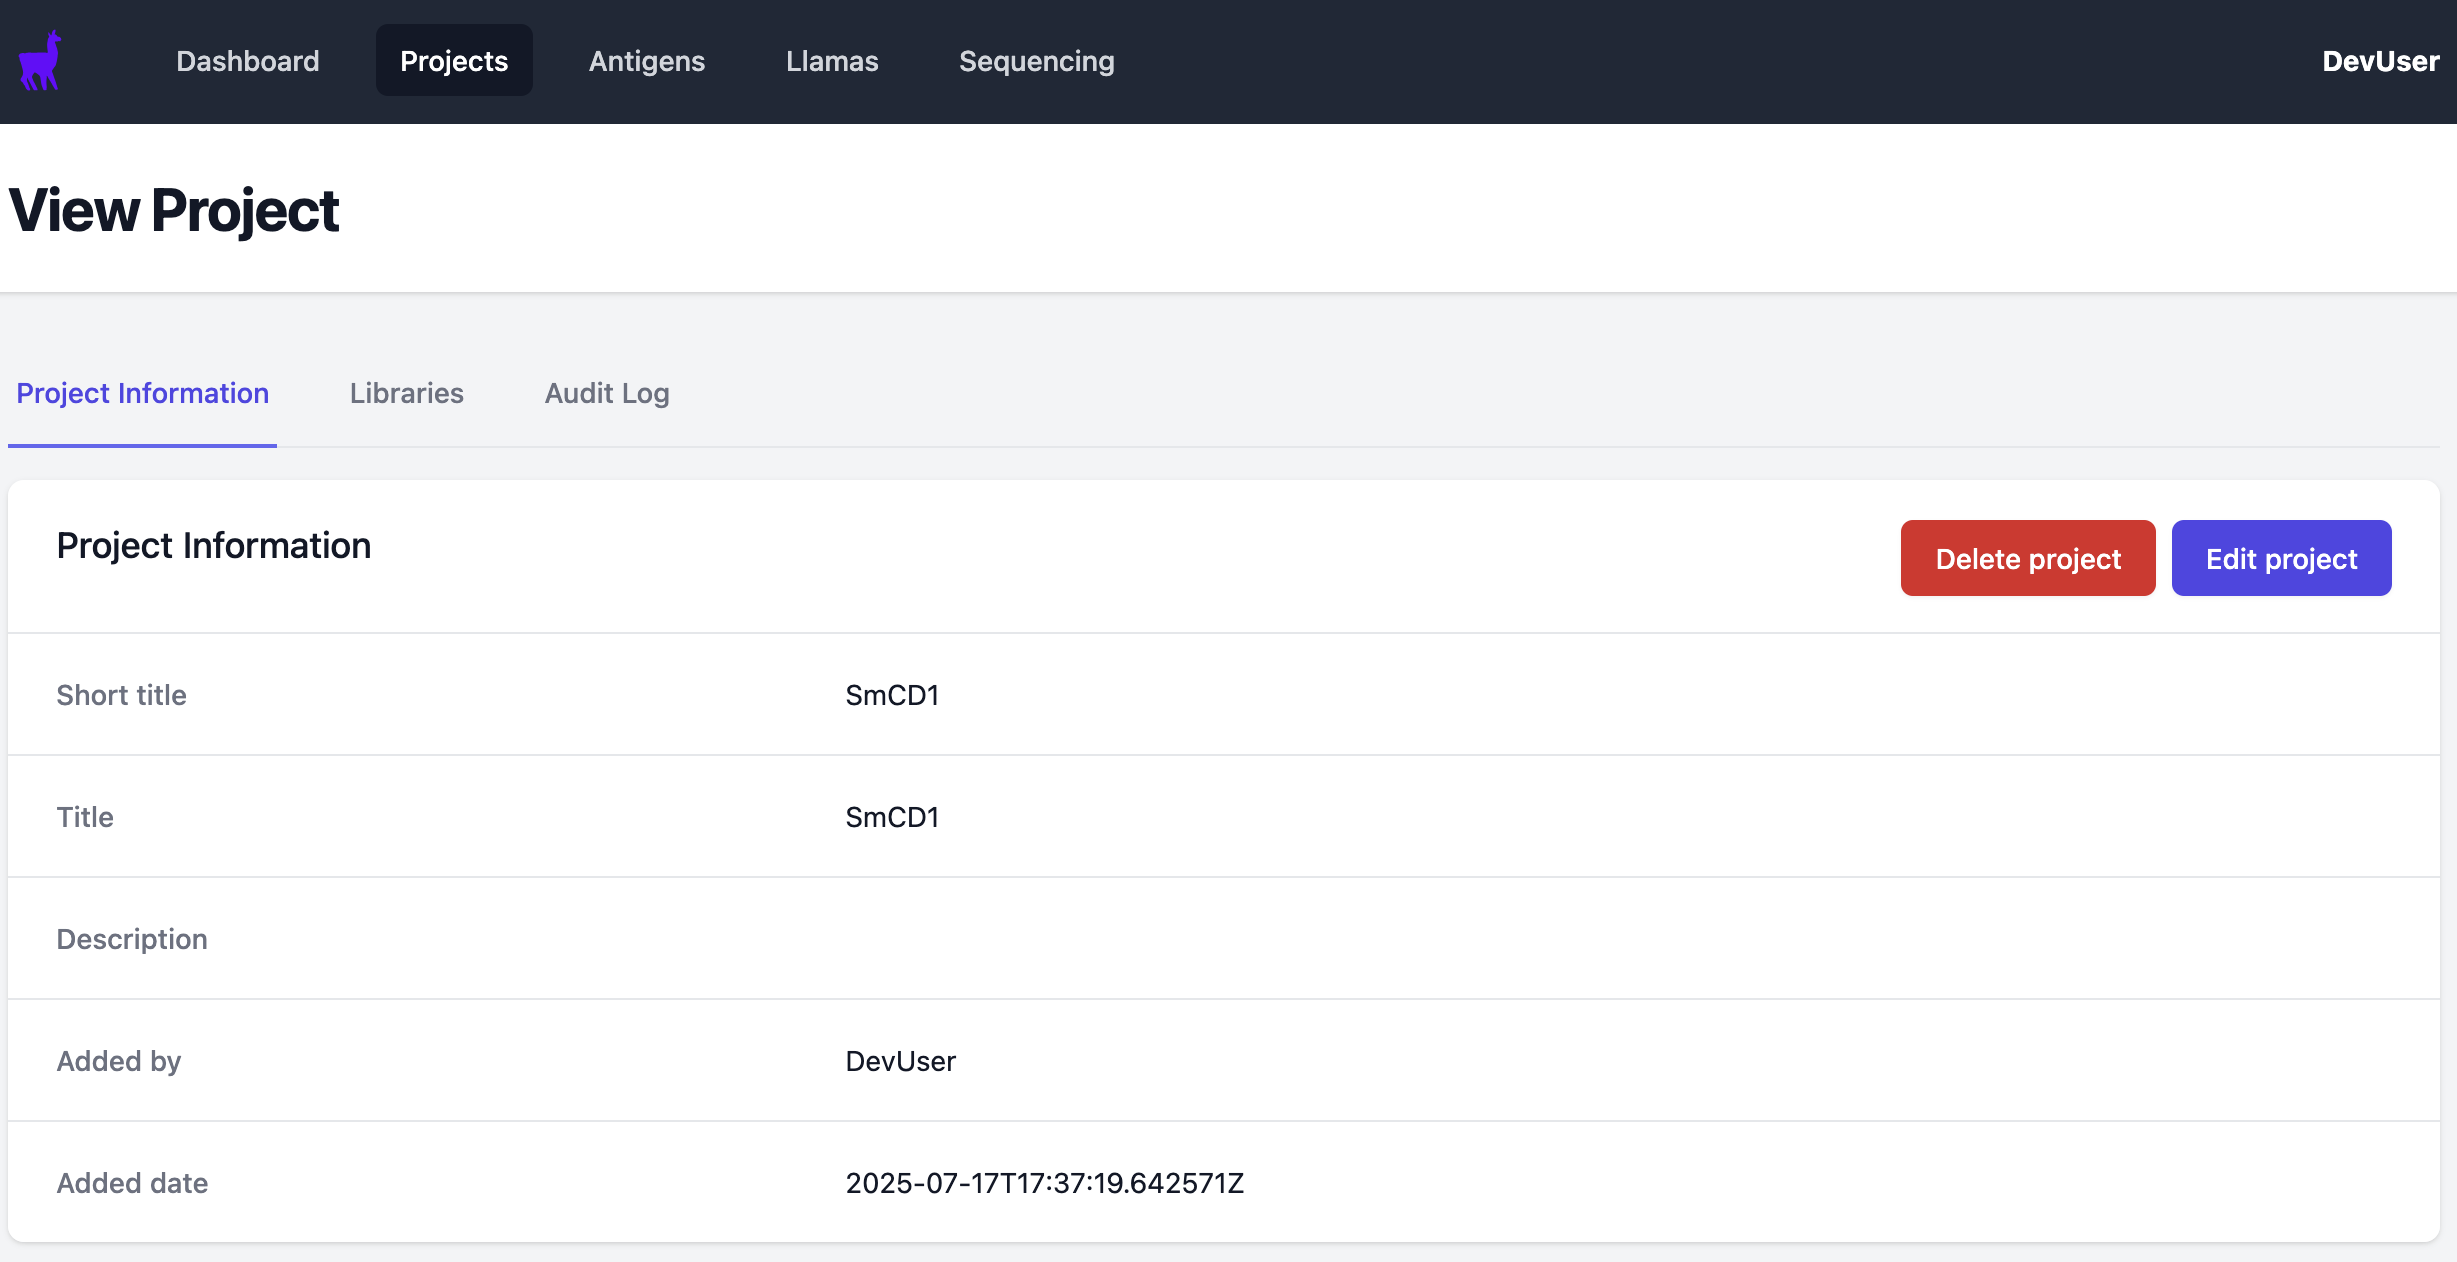 Dashboard Projects Antigens Llamas Sequencing DevUser
View Project
Project Information Libraries Audit Log
Project Information
Delete project Edit project
Short title SmCD1
Title SmCD1
Description
Added by DevUser
Added date 2025-07-17T17:37:19.642571Z